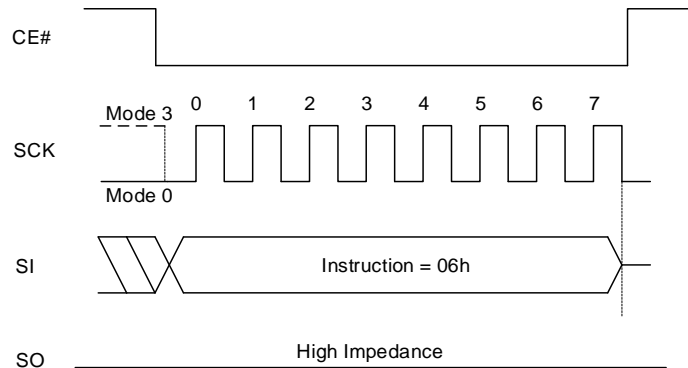 CE#
Mode 3
0 1 2 3 4 5 6 7
SCK
Mode 0
SI
Instruction = 06h
High Impedance
SO